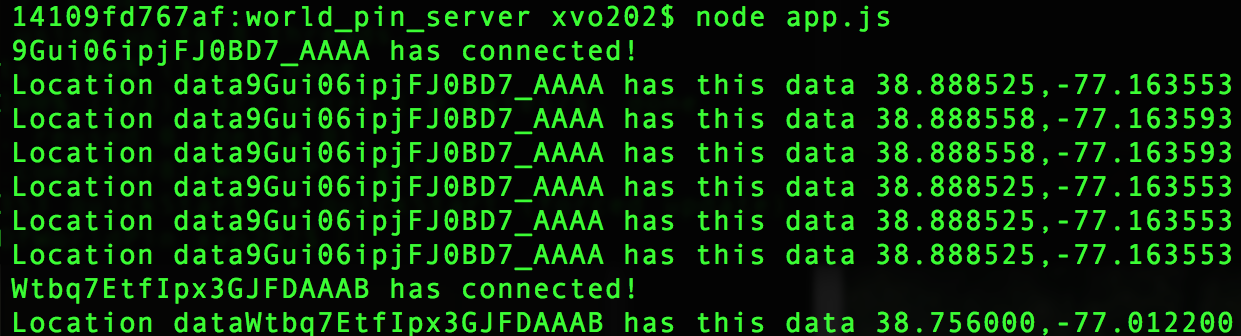 14109fd767af:world_pin_server xvo202$ node app.js
9Gui06ipjFJ0BD7_AAAA has connected!
Location data9Gui06ipjFJ0BD7_AAAA has this data 38.888525,-77.163553
Location data9Gui06ipjFJ0BD7_AAAA has this data 38.888558,-77.163593
Location data9Gui06ipjFJ0BD7_AAAA has this data 38.888558,-77.163593
Location data9Gui06ipjFJ0BD7_AAAA has this data 38.888525,-77.163553
Location data9Gui06ipjFJ0BD7_AAAA has this data 38.888525,-77.163553
Location data9Gui06ipjFJ0BD7_AAAA has this data 38.888525,-77.163553
Wtbq7EtfIpx3GJFDAAAB has connected!
Location dataWtbq7EtfIpx3GJFDAAAB has this data 38.756000,-77.012200